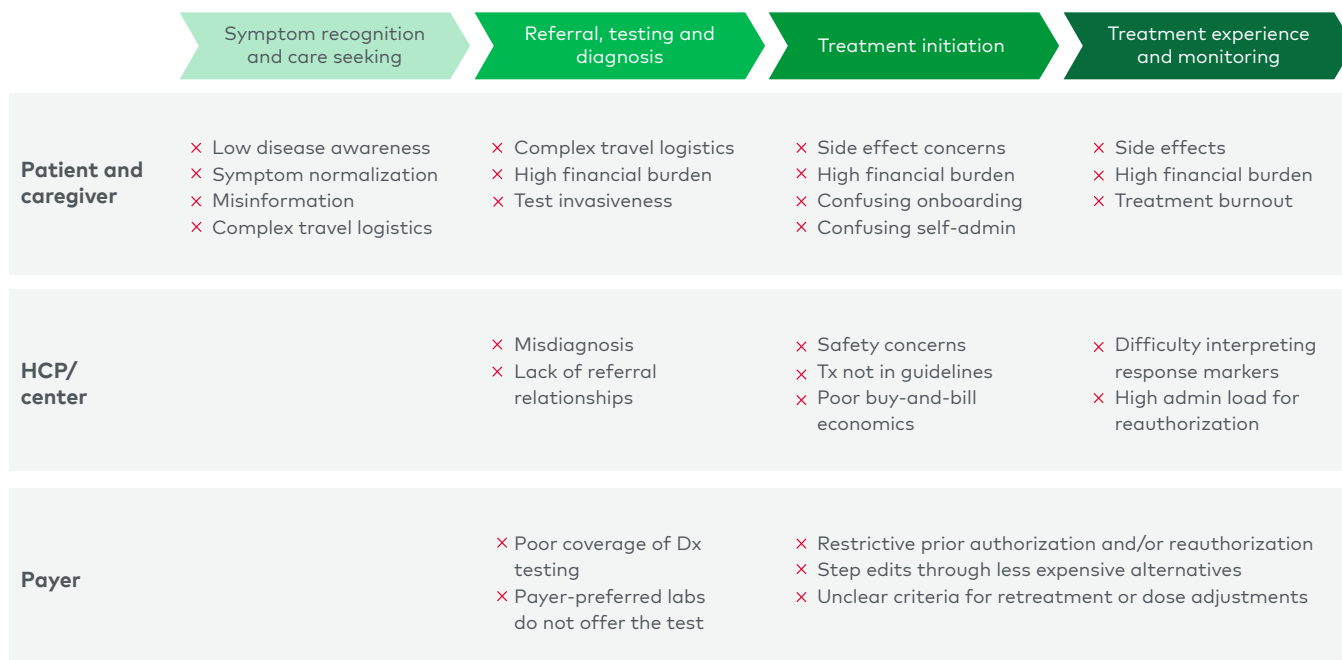 Symptom recognition
and care seeking
Referral, testing and
diagnosis
Treatment initiation
Treatment experience
and monitoring
Patient and
caregiver
× Low disease awareness
× Symptom normalization
× Misinformation
× Complex travel logistics
× Complex travel logistics
× High financial burden
× Test invasiveness
× Side effect concerns
× High financial burden
× Confusing onboarding
× Confusing self-admin
× Side effects
× High financial burden
× Treatment burnout
HCP/
center
× Misdiagnosis
× Lack of referral
relationships
× Safety concerns
× Tx not in guidelines
× Poor buy-and-bill
economics
× Difficulty interpreting
response markers
× High admin load for
reauthorization
Payer
× Poor coverage of Dx
testing
× Payer-preferred labs
do not offer the test
× Restrictive prior authorization and/or reauthorization
× Step edits through less expensive alternatives
× Unclear criteria for retreatment or dose adjustments